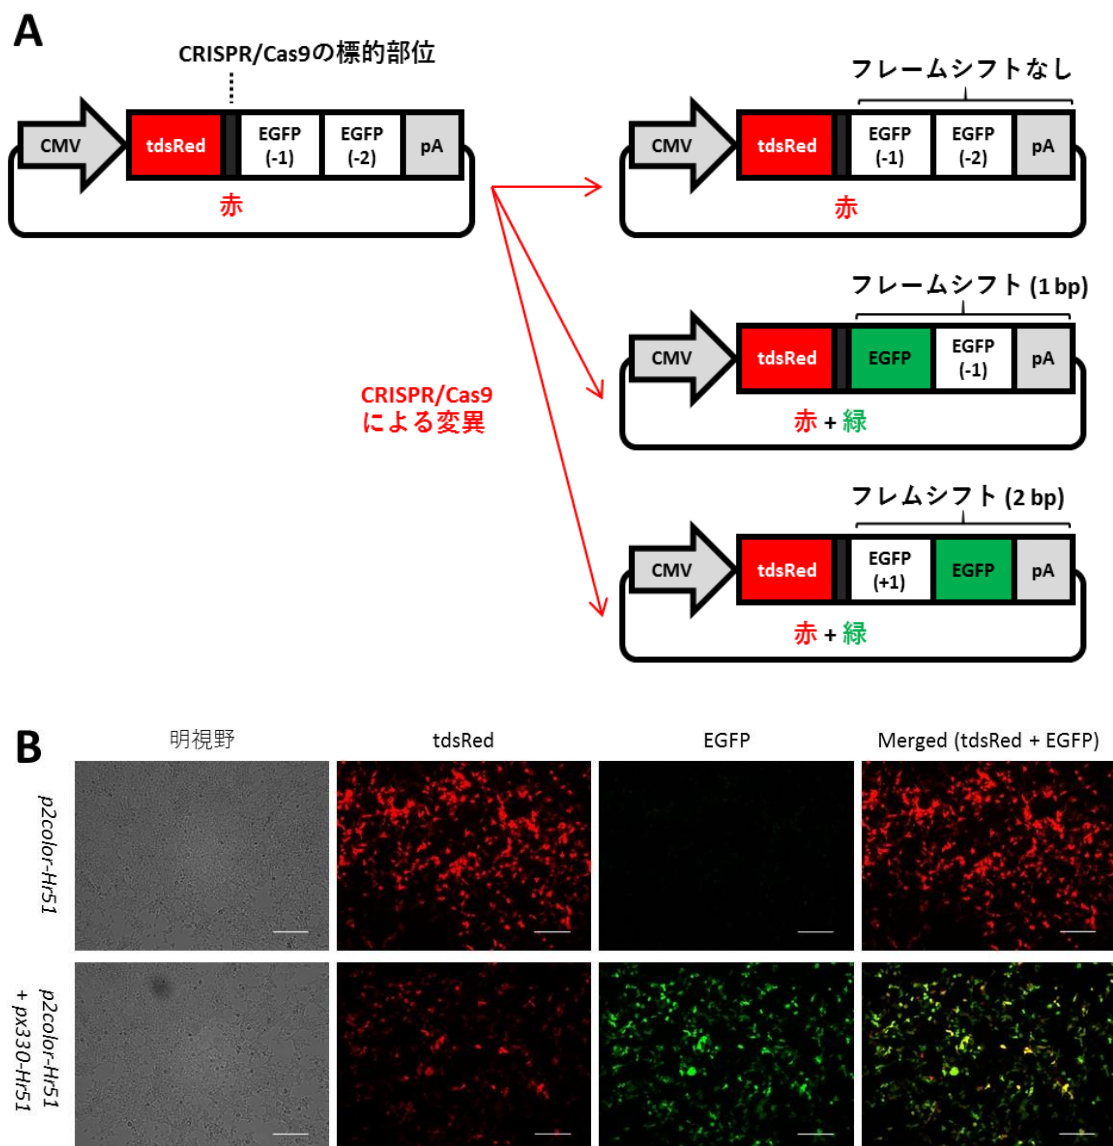 A
CRISPR/Cas9の標的部位
CMV
tdsRed
EGFP
(-1)
EGFP
(-2)
pA
赤
フレームシフトなし
CMV
tdsRed
EGFP
(-1)
EGFP
(-2)
pA
赤
フレームシフト (1 bp)
CMV
tdsRed
EGFP
EGFP
(-1)
pA
赤 + 緑
CRISPR/Cas9
による変異
フレムシフト (2 bp)
CMV
tdsRed
EGFP
(+1)
EGFP
pA
赤 + 緑
B
明視野
tdsRed
EGFP
Merged (tdsRed + EGFP)
p2color-Hr51
p2color-Hr51
+ px330-Hr51